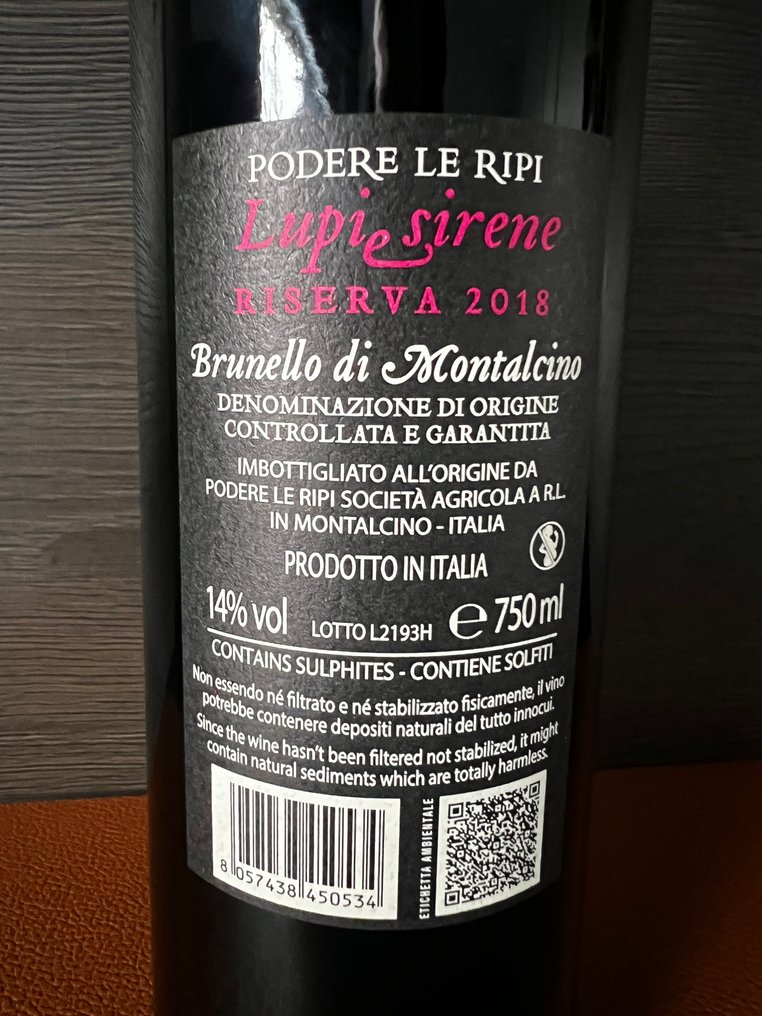 PODERE LE RIPI
Lupi e sirene
RISERVA 2018
Brunello di Montalcino
DENOMINAZIONE DI ORIGINE
CONTROLLATA E GARANTITA
IMBOTTIGLIATO ALL'ORIGINE DA
PODERE LE RIPI SOCIETÀ AGRICOLA A R.L.
IN MONTALCINO - ITALIA
PRODOTTO IN ITALIA
14% vol LOTTO L2193H e 750 ml
CONTAINS SULPHITES - CONTIENE SOLFITI
Non essendo né filtrato e né stabilizzato fisicamente, il vino
potrebbe contenere depositi naturali del tutto innocui.
Since the wine hasn't been filtered not stabilized, it might
contain natural sediments which are totally harmless.
8 057438 450534
ETICHETTA AMBIENTALE